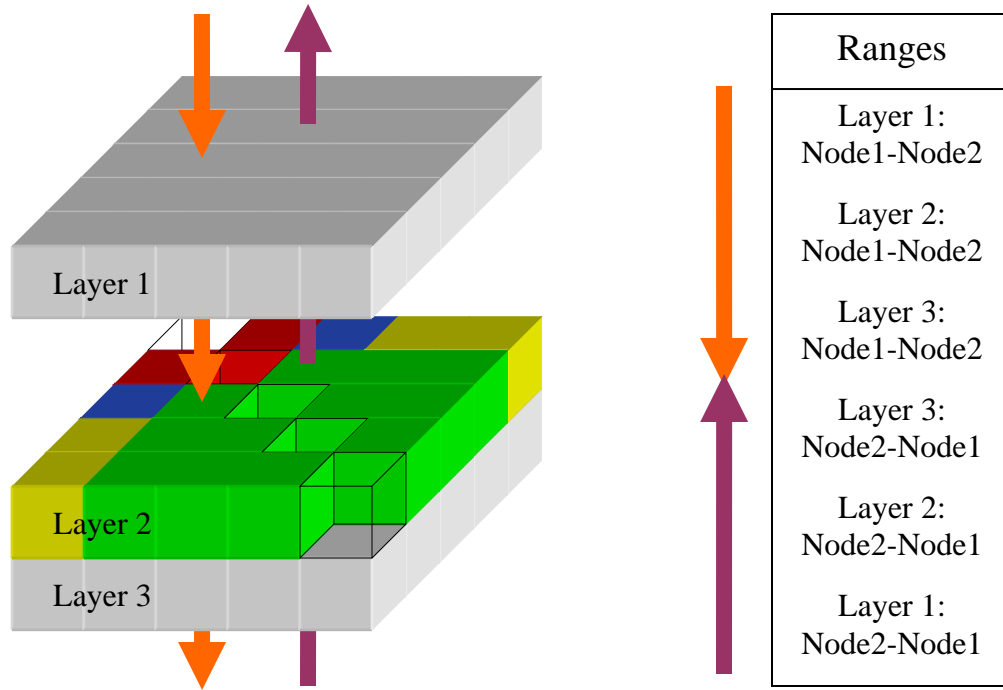 Layer 1
Layer 2
Layer 3
Ranges
Layer 1:
Node1-Node2
Layer 2:
Node1-Node2
Layer 3:
Node1-Node2
Layer 3:
Node2-Node1
Layer 2:
Node2-Node1
Layer 1:
Node2-Node1